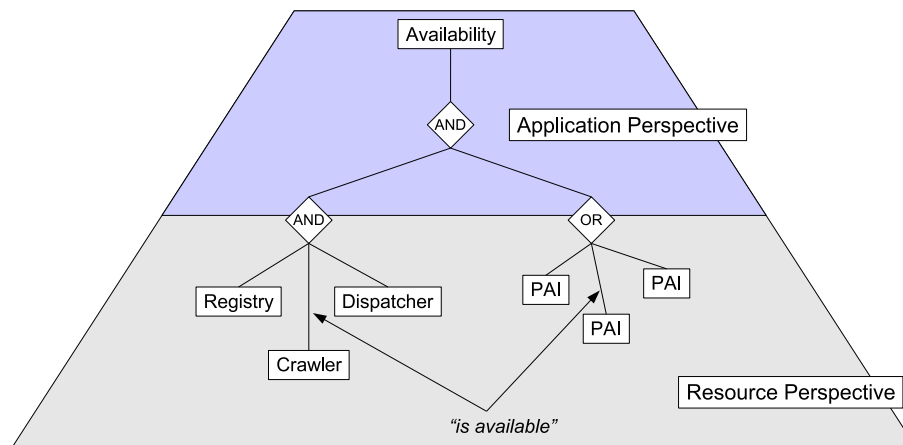 Availability
AND
Application Perspective
AND
OR
Registry
Dispatcher
PAI
PAI
PAI
Crawler
Resource Perspective
“is available”